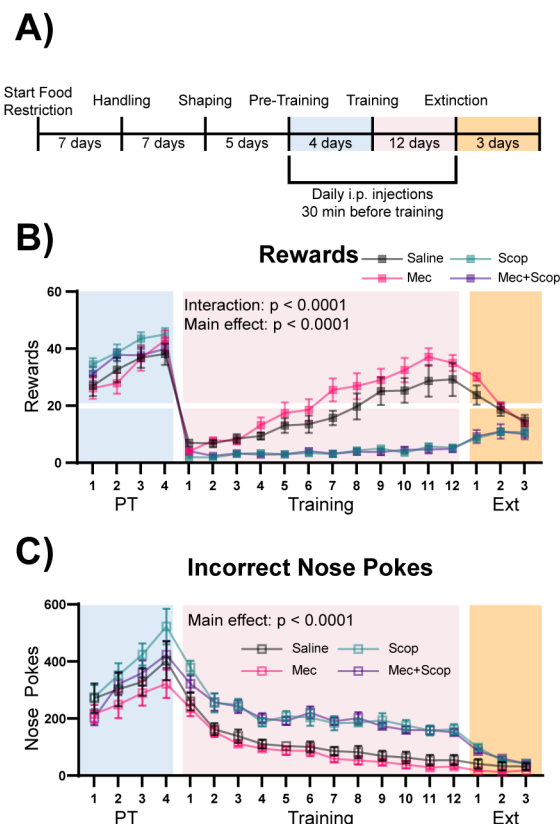 A)
Start Food
Restriction
Handling
Shaping
Pre-Training
Training
Extinction
7 days
7 days
5 days
4 days
12 days
3 days
Daily i.p. injections
30 min before training
B)
Rewards
Saline
Scop
Mec
Mec+Scop
Interaction: p < 0.0001
Main effect: p < 0.0001
Rewards
60
40
20
0
1 2 3 4 1 2 3 4 5 6 7 8 9 10 11 12 1 2 3
PT Training Ext
C)
Incorrect Nose Pokes
Main effect: p < 0.0001
Saline
Scop
Mec
Mec+Scop
Nose Pokes
600
400
200
0
1 2 3 4 1 2 3 4 5 6 7 8 9 10 11 12 1 2 3
PT Training Ext